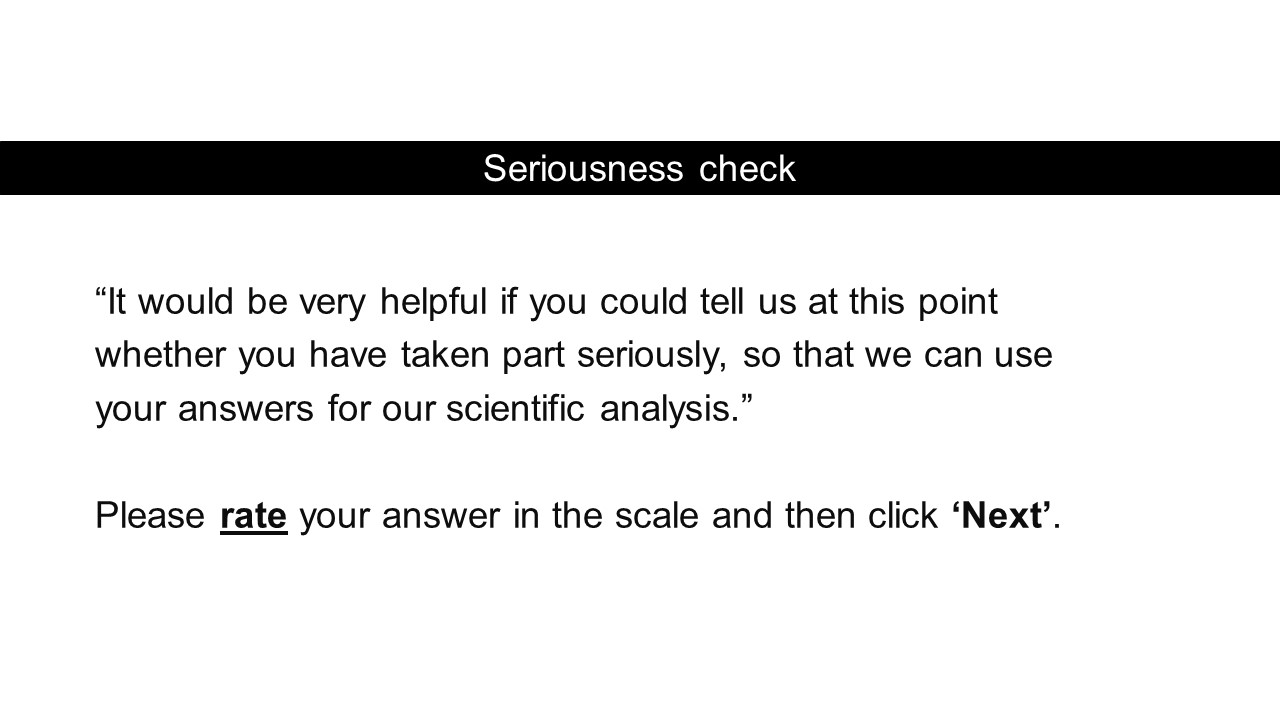 Seriousness check
“It would be very helpful if you could tell us at this point
whether you have taken part seriously, so that we can use
your answers for our scientific analysis.”
Please rate your answer in the scale and then click ‘Next’.